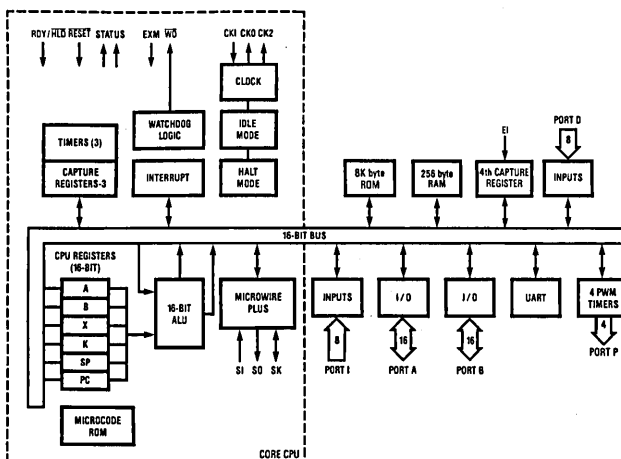 RDY/HLD RESET STATUS EXM WO CKI CKO CK2
CLOCK
WATCHDOG
LOGIC
IDLE
MODE
TIMERS (3)
CAPTURE
REGISTERS-3
INTERRUPT
HALT
MODE
8K byte
ROM
256 byte
RAM
EI
4th CAPTURE
REGISTER
PORT D
8
INPUTS
16-BIT BUS
CPU REGISTERS
(16-BIT)
A
B
X
K
SP
PC
16-BIT
ALU
MICROWIRE
PLUS
SI SO SK
INPUTS
8
PORT I
I/O
16
PORT A
I/O
16
PORT B
UART
4 PWM
TIMERS
4
PORT P
MICROCODE
ROM
CORE CPU